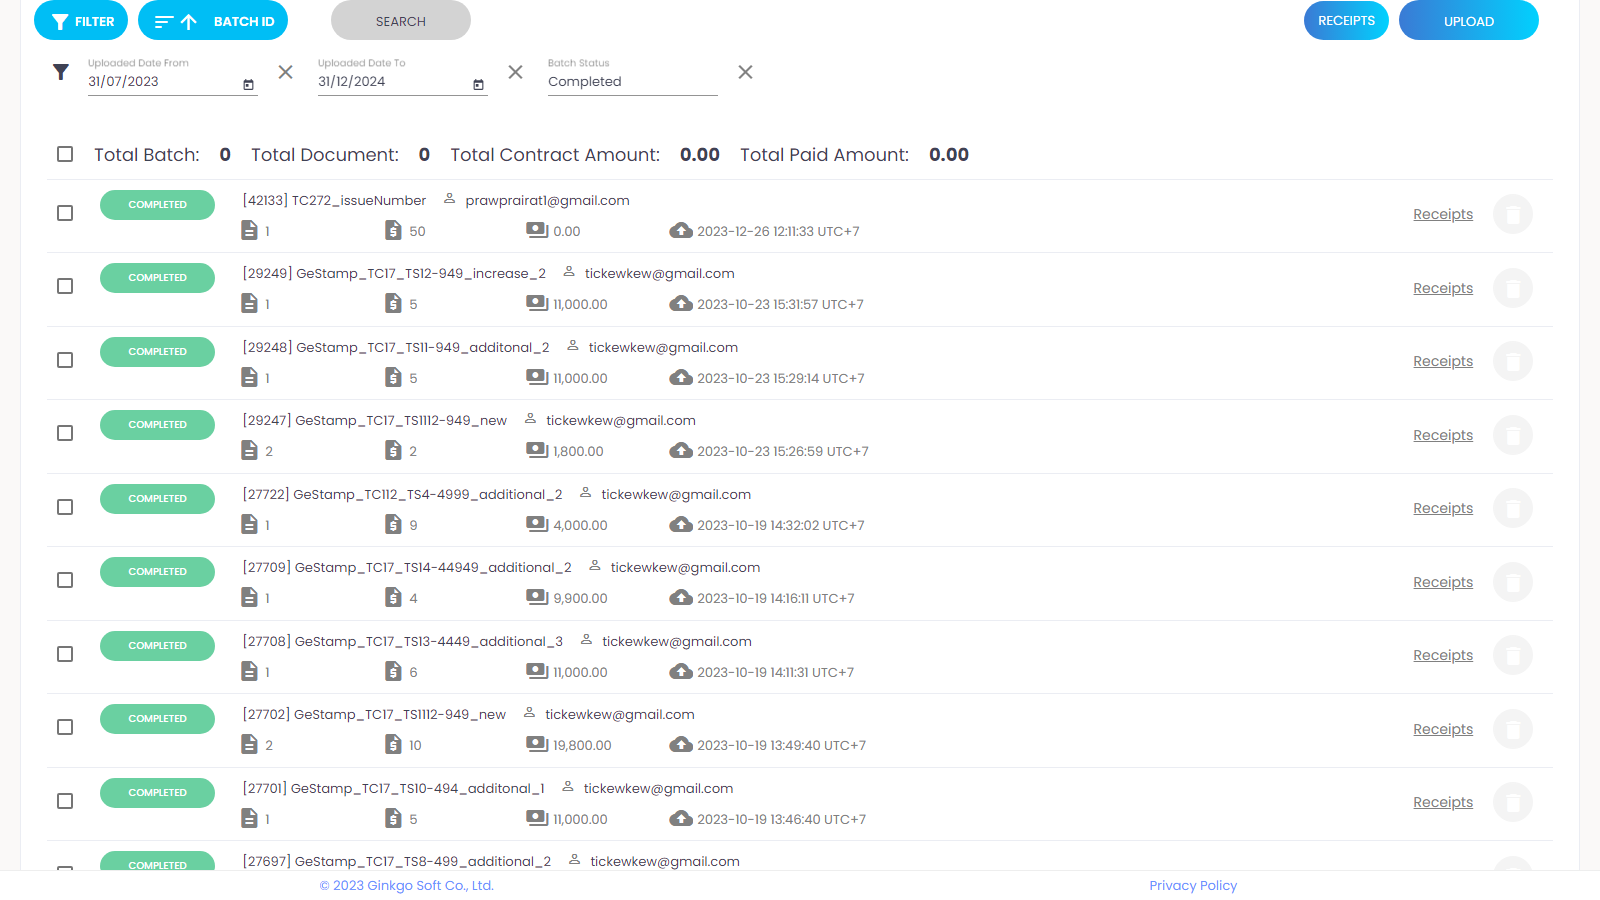 FILTER BATCH ID SEARCH RECEIPTS UPLOAD
Uploaded Date From Uploaded Date To Batch Status
31/07/2023 31/12/2024 Completed
Total Batch: 0 Total Document: 0 Total Contract Amount: 0.00 Total Paid Amount: 0.00
COMPLETED [42133] TC272_issueNumber prawprairat1@gmail.com
1 50 0.00 2023-12-26 12:11:33 UTC+7 Receipts
COMPLETED [29249] GeStamp_TC17_TS12-949_increase_2 tickewkew@gmail.com
1 5 11,000.00 2023-10-23 15:31:57 UTC+7 Receipts
COMPLETED [29248] GeStamp_TC17_TS11-949_additonal_2 tickewkew@gmail.com
1 5 11,000.00 2023-10-23 15:29:14 UTC+7 Receipts
COMPLETED [29247] GeStamp_TC17_TS1112-949_new tickewkew@gmail.com
2 2 1,800.00 2023-10-23 15:26:59 UTC+7 Receipts
COMPLETED [27722] GeStamp_TC112_TS4-4999_additional_2 tickewkew@gmail.com
1 9 4,000.00 2023-10-19 14:32:02 UTC+7 Receipts
COMPLETED [27709] GeStamp_TC17_TS14-44949_additional_2 tickewkew@gmail.com
1 4 9,900.00 2023-10-19 14:16:11 UTC+7 Receipts
COMPLETED [27708] GeStamp_TC17_TS13-4449_additional_3 tickewkew@gmail.com
1 6 11,000.00 2023-10-19 14:11:31 UTC+7 Receipts
COMPLETED [27702] GeStamp_TC17_TS1112-949_new tickewkew@gmail.com
2 10 19,800.00 2023-10-19 13:49:40 UTC+7 Receipts
COMPLETED [27701] GeStamp_TC17_TS10-494_additonal_1 tickewkew@gmail.com
1 5 11,000.00 2023-10-19 13:46:40 UTC+7 Receipts
COMPLETED [27697] GeStamp_TC17_TS8-499_additional_2 tickewkew@gmail.com
© 2023 Ginkgo Soft Co., Ltd. Privacy Policy